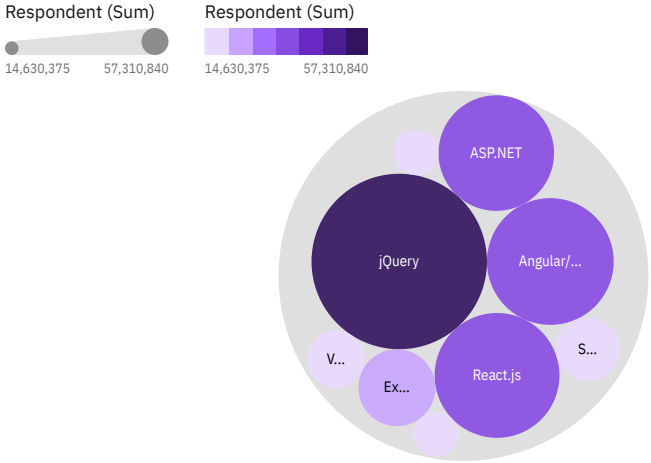 Respondent (Sum)
14,630,375 57,310,840
Respondent (Sum)
14,630,375 57,310,840
ASP.NET
jQuery
Angular/...
S...
V...
React.js
Ex...